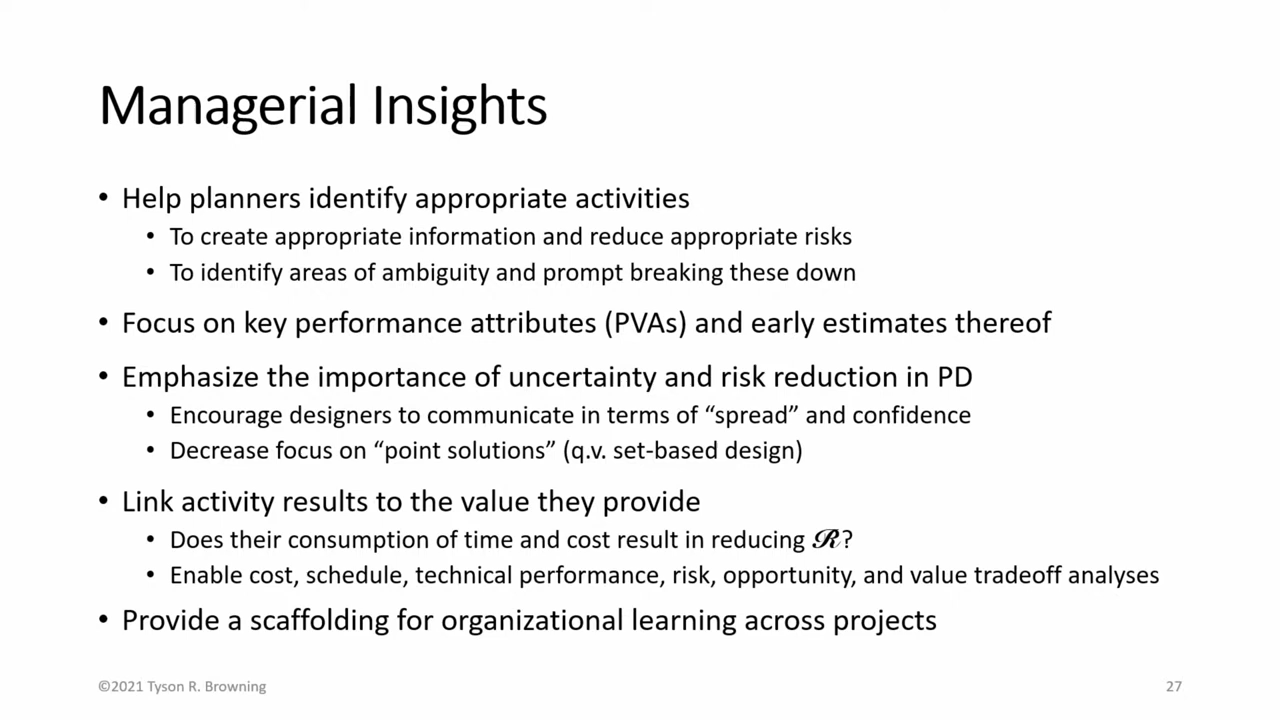 Managerial Insights
• Help planners identify appropriate activities
• To create appropriate information and reduce appropriate risks
• To identify areas of ambiguity and prompt breaking these down
• Focus on key performance attributes (PVAs) and early estimates thereof
• Emphasize the importance of uncertainty and risk reduction in PD
• Encourage designers to communicate in terms of “spread” and confidence
• Decrease focus on “point solutions” (q.v. set-based design)
• Link activity results to the value they provide
• Does their consumption of time and cost result in reducing 𝓡?
• Enable cost, schedule, technical performance, risk, opportunity, and value tradeoff analyses
• Provide a scaffolding for organizational learning across projects
©2021 Tyson R. Browning
27